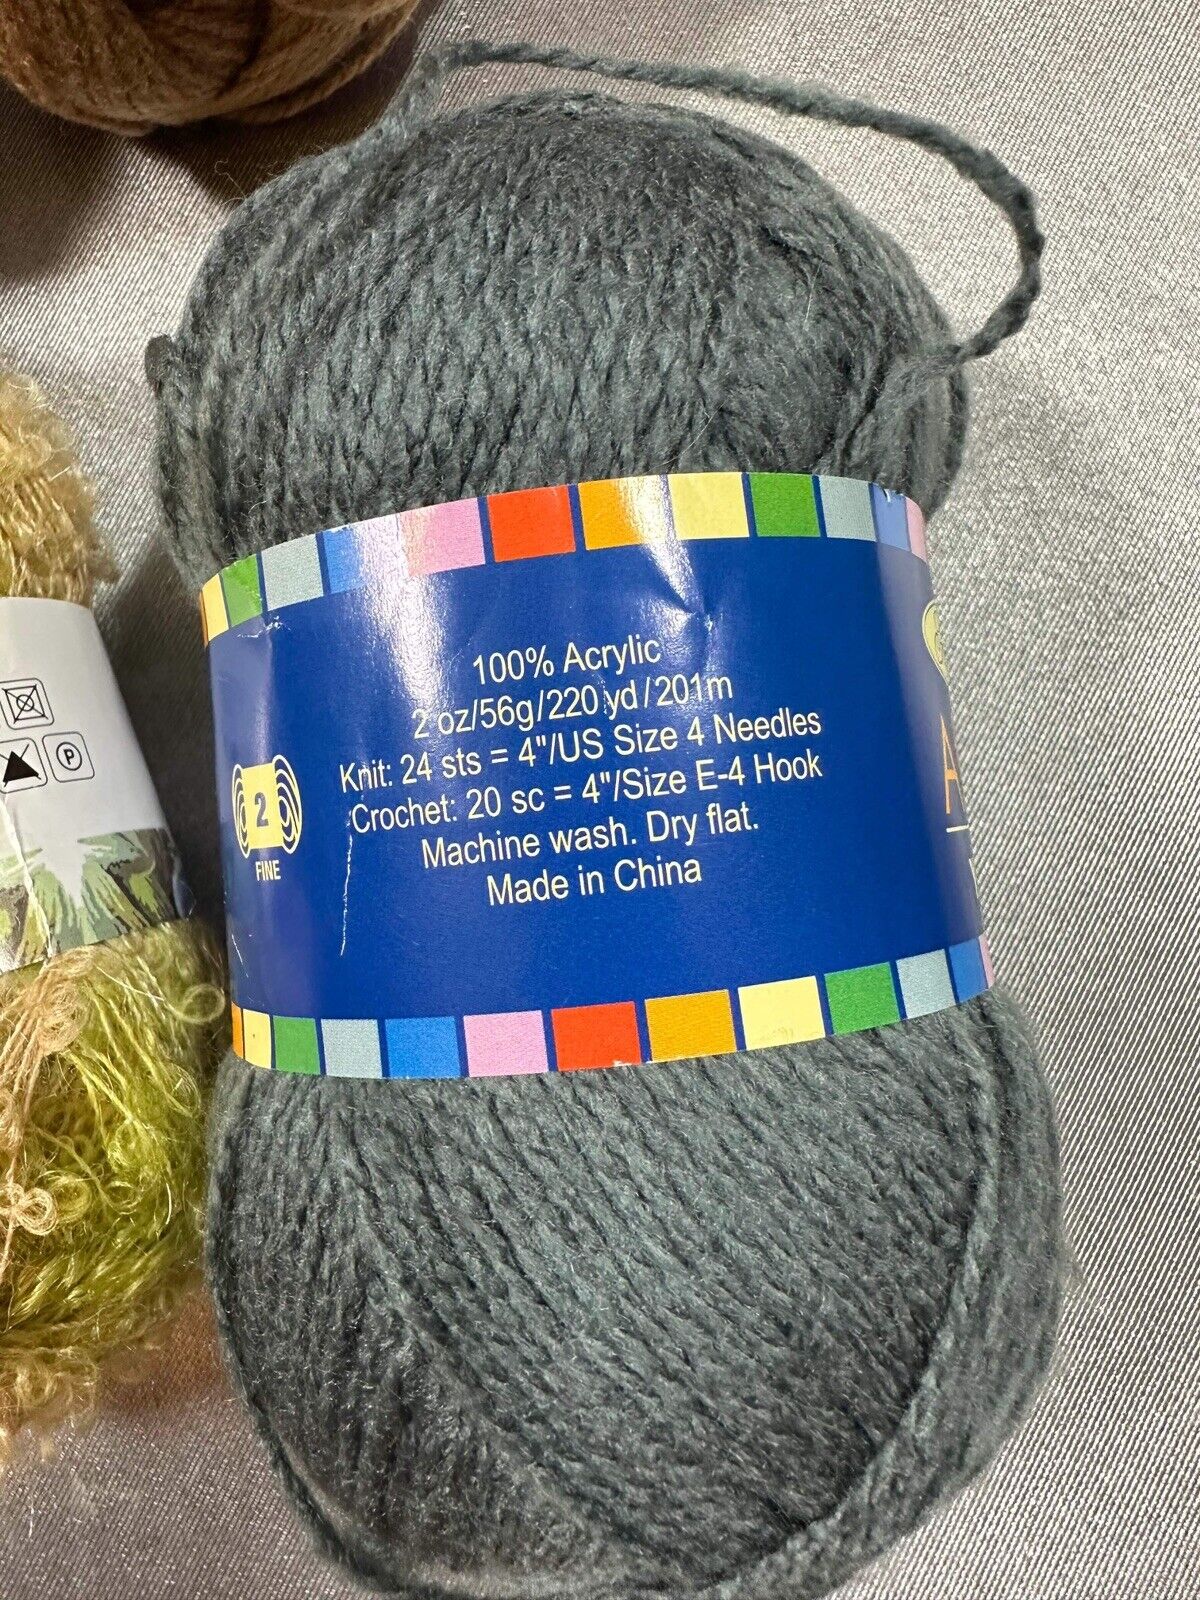 100% Acrylic
2 oz/56g/220 yd/201m
Knit: 24 sts = 4"/US Size 4 Needles
Crochet: 20 sc = 4"/Size E-4 Hook
Machine wash. Dry flat.
Made in China
2
FINE
P
A